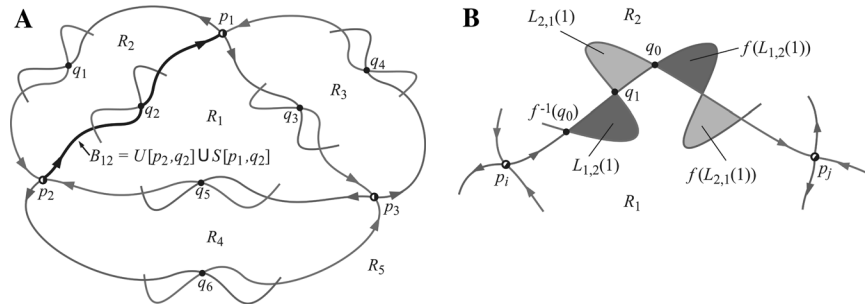 A
p₁
R₂
q₁
q₄
q₂
R₃
R₁
q₃
B₁₂ = U[p₂,q₂] ∪ S[p₁,q₂]
p₂
q₅
p₃
R₄
R₅
q₆
B
L₂,₁(1)
R₂
q₀
f(L₁,₂(1))
q₁
f⁻¹(q₀)
L₁,₂(1)
f(L₂,₁(1))
pᵢ
pⱼ
R₁